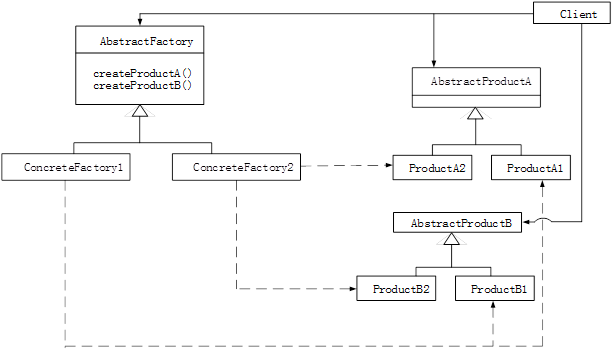 Client
AbstractFactory
createProductA()
createProductB()
AbstractProductA
ConcreteFactory1
ConcreteFactory2
ProductA2
ProductA1
AbstractProductB
ProductB2
ProductB1